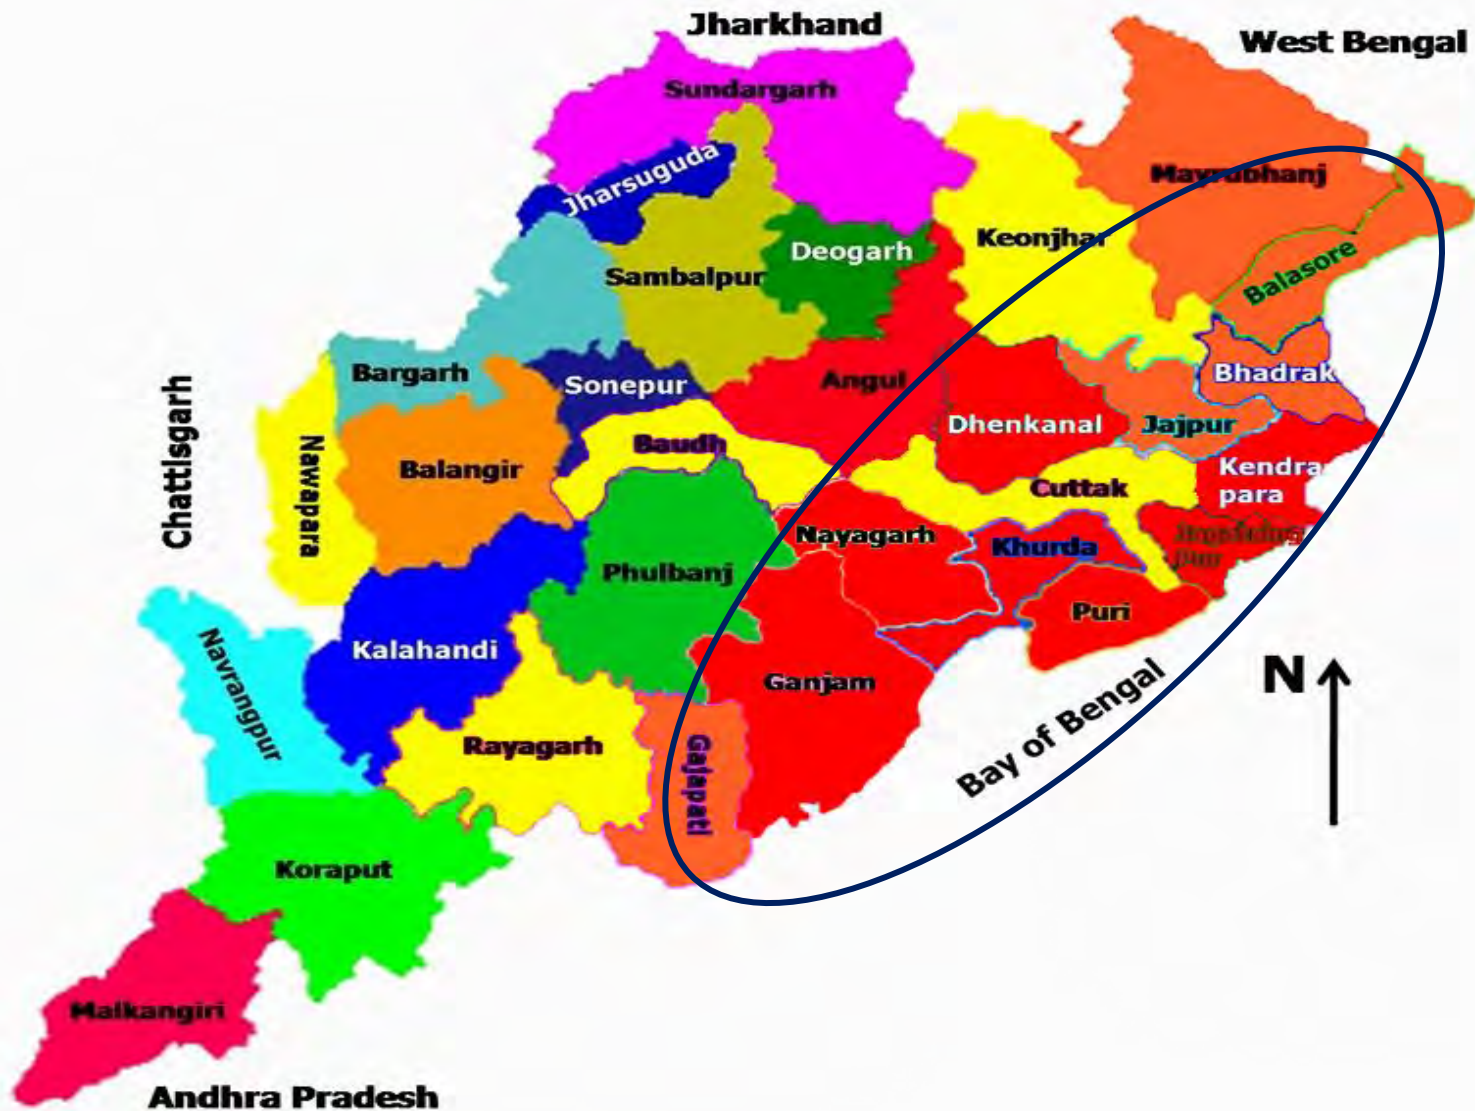 Jharkhand
West Bengal
Sundargarh
Jharsuguda
Mayrubhanj
Keonjhar
Deogarh
Sambalpur
Balasore
Bargarh
Sonepur
Angul
Bhadrak
Chattisgarh
Nawapara
Balangir
Baudh
Dhenkanal
Jajpur
Kendra
para
Cuttak
Nayagarh
Khurda
Phulbanj
Puri
Navrangpur
Kalahandi
Ganjam
Rayagarh
Gajapati
Bay of Bengal
N
Koraput
Malkangiri
Andhra Pradesh